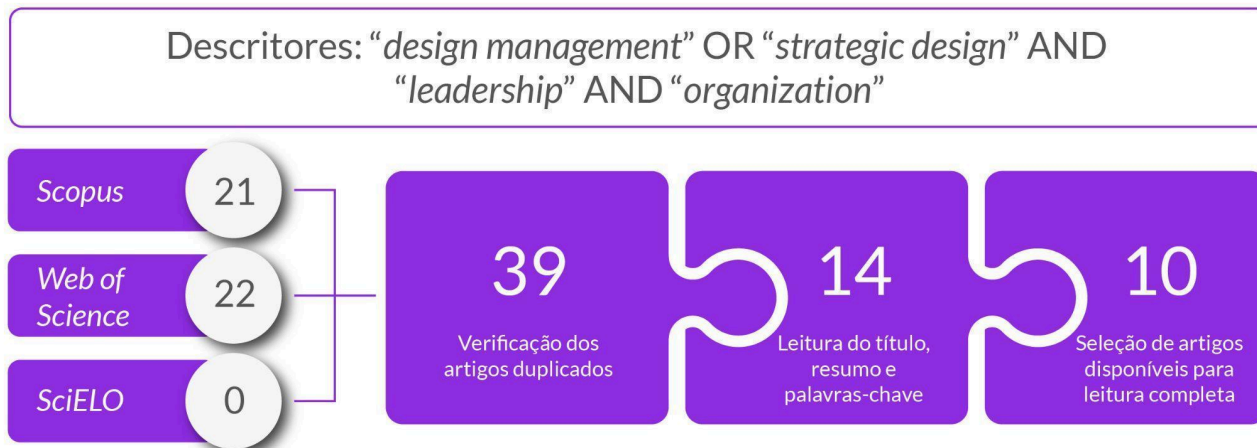 Descritores: “design management” OR “strategic design” AND
“leadership” AND “organization”
Scopus
21
Web of
Science
22
SciELO
0
39
Verificação dos
artigos duplicados
14
Leitura do título,
resumo e
palavras-chave
10
Seleção de artigos
disponíveis para
leitura completa